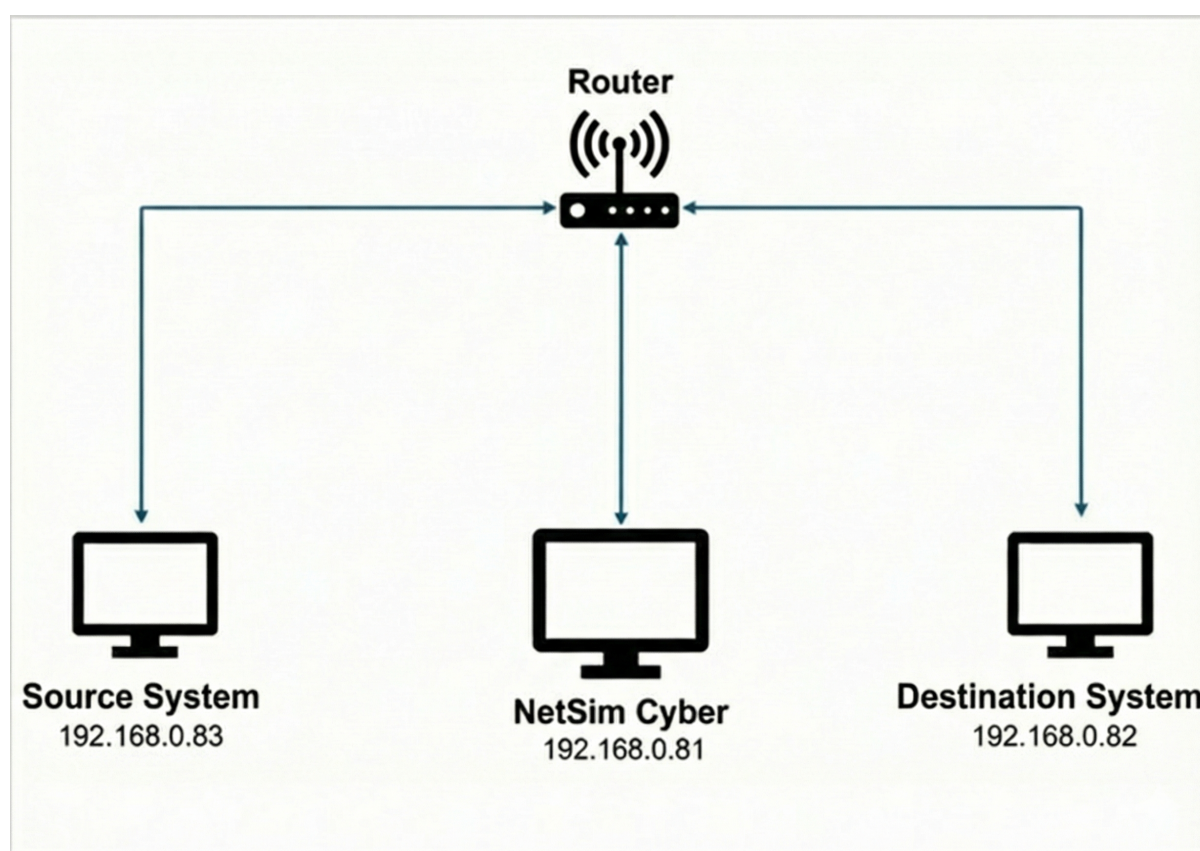 Router
Source System
192.168.0.83
NetSim Cyber
192.168.0.81
Destination System
192.168.0.82